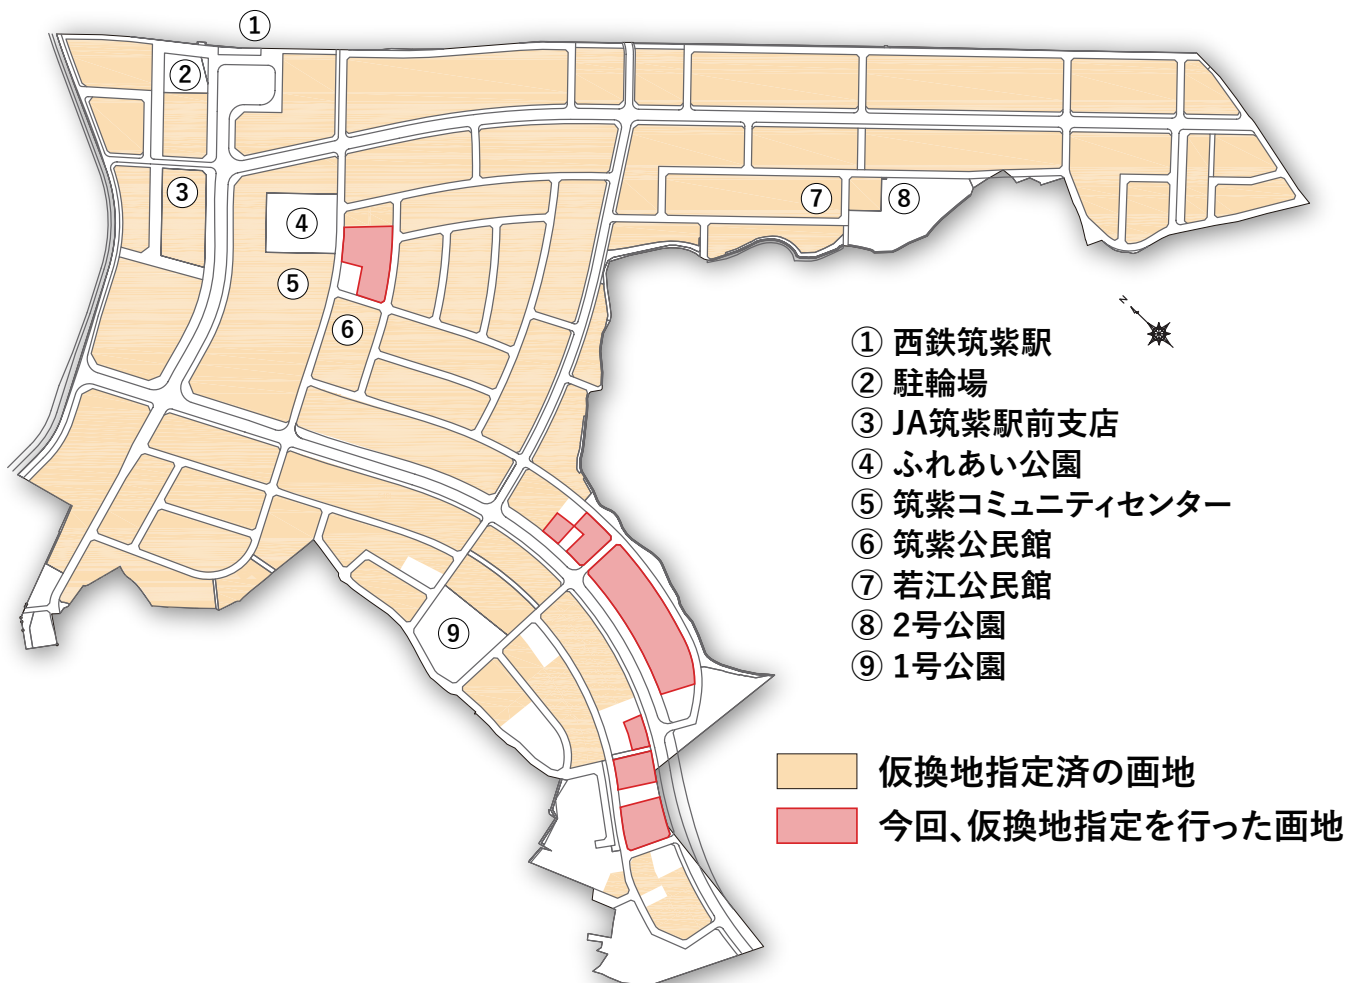 ①
②
③
④
⑤
⑥
⑦
⑧
⑨
N
① 西鉄筑紫駅
② 駐輪場
③ JA筑紫駅前支店
④ ふれあい公園
⑤ 筑紫コミュニティセンター
⑥ 筑紫公民館
⑦ 若江公民館
⑧ 2号公園
⑨ 1号公園
仮換地指定済の画地
今回、仮換地指定を行った画地